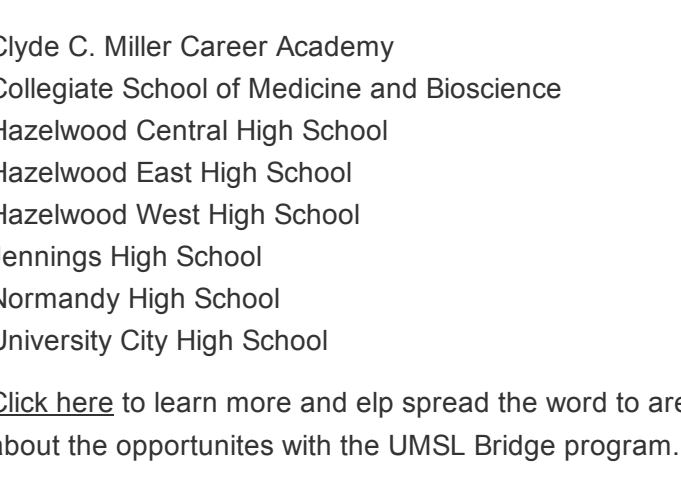 Clyde C. Miller Career Academy
Collegiate School of Medicine and Bioscience
Hazelwood Central High School
Hazelwood East High School
Hazelwood West High School
Jennings High School
Normandy High School
University City High School
Click here to learn more and elp spread the word to are
about the opportunites with the UMSL Bridge program.